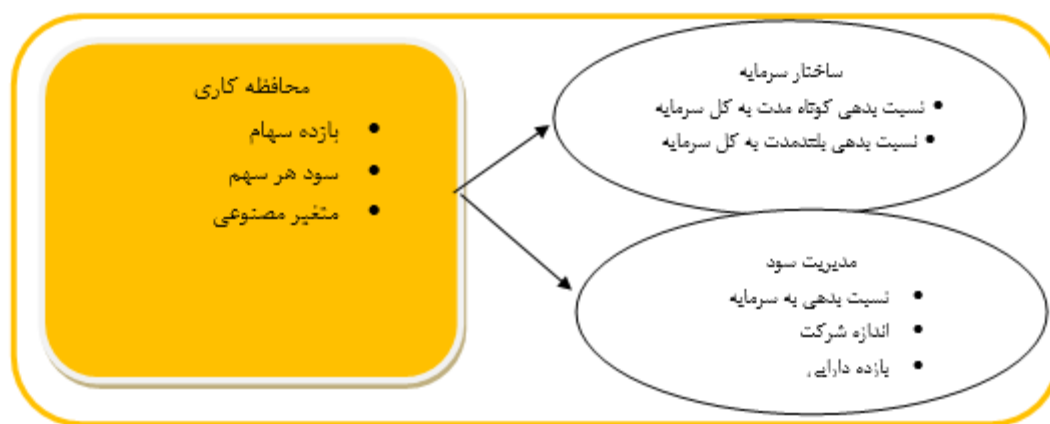 محافظه کاری
• بازده سهام
• سود هر سهم
• متغیر مصنوعی
ساختار سرمایه
• نسبت بدهی کوتاه مدت به کل سرمایه
• نسبت بدهی بلندمدت به کل سرمایه
مدیریت سود
• نسبت بدهی به سرمایه
• اندازه شرکت
• بازده دارایی